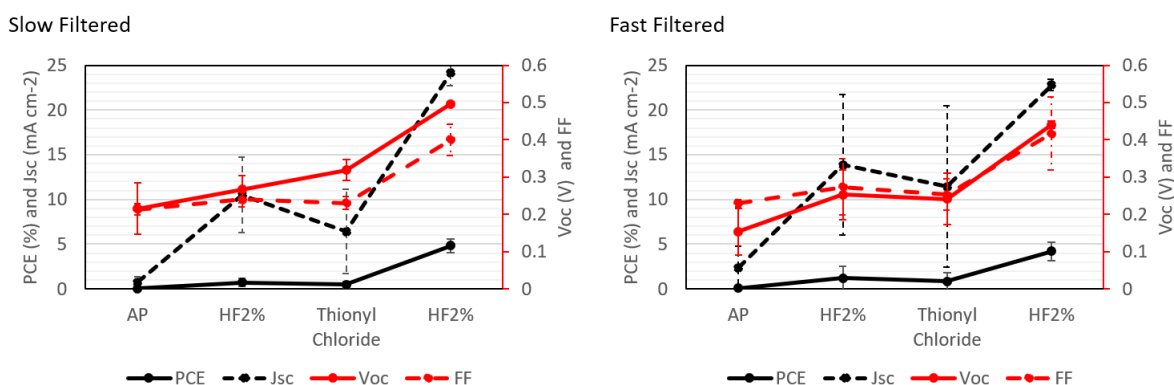 Slow Filtered
PCE (%) and Jsc (mA cm-2)
25
20
15
10
5
0
0.6
0.5
0.4
0.3
0.2
0.1
0
Voc (V) and FF
AP
HF2%
Thionyl
Chloride
HF2%
PCE
Jsc
Voc
FF
Fast Filtered
PCE (%) and Jsc (mA cm-2)
25
20
15
10
5
0
0.6
0.5
0.4
0.3
0.2
0.1
0
Voc (V) and FF
AP
HF2%
Thionyl
Chloride
HF2%
PCE
Jsc
Voc
FF